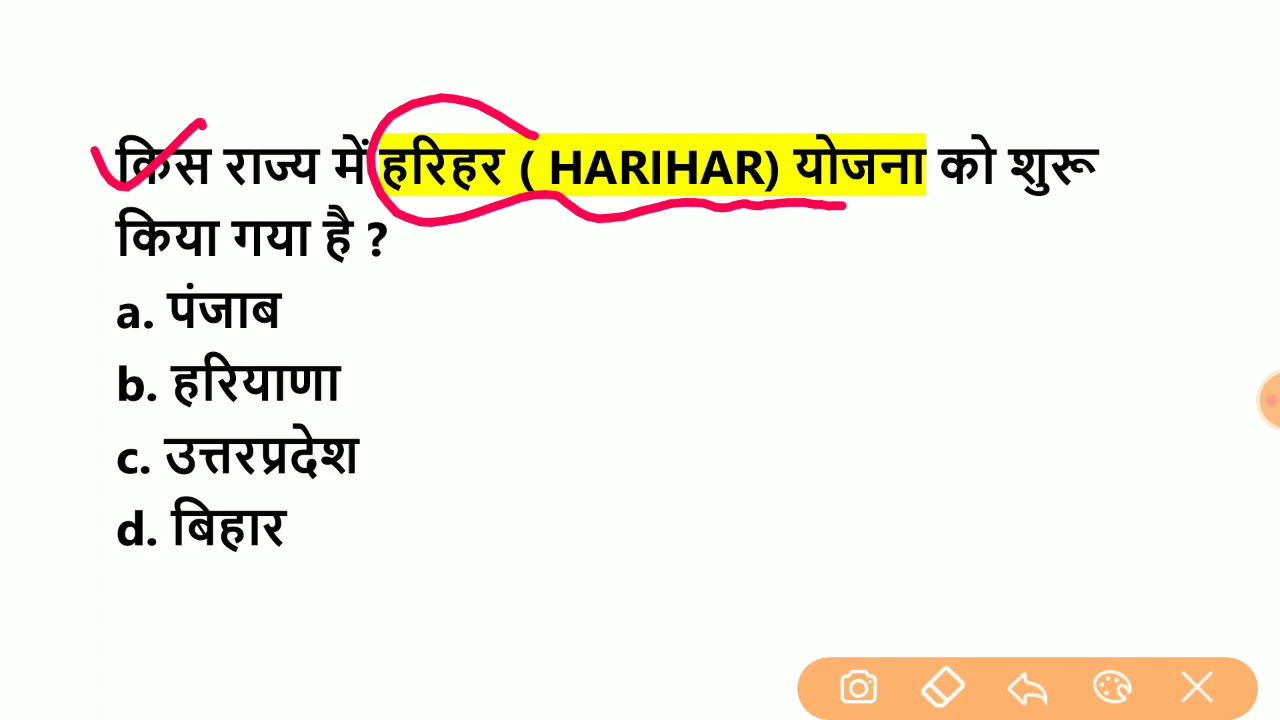 किस राज्य में हरिहर ( HARIHAR) योजना को शुरू
किया गया है ?
a. पंजाब
b. हरियाणा
c. उत्तरप्रदेश
d. बिहार